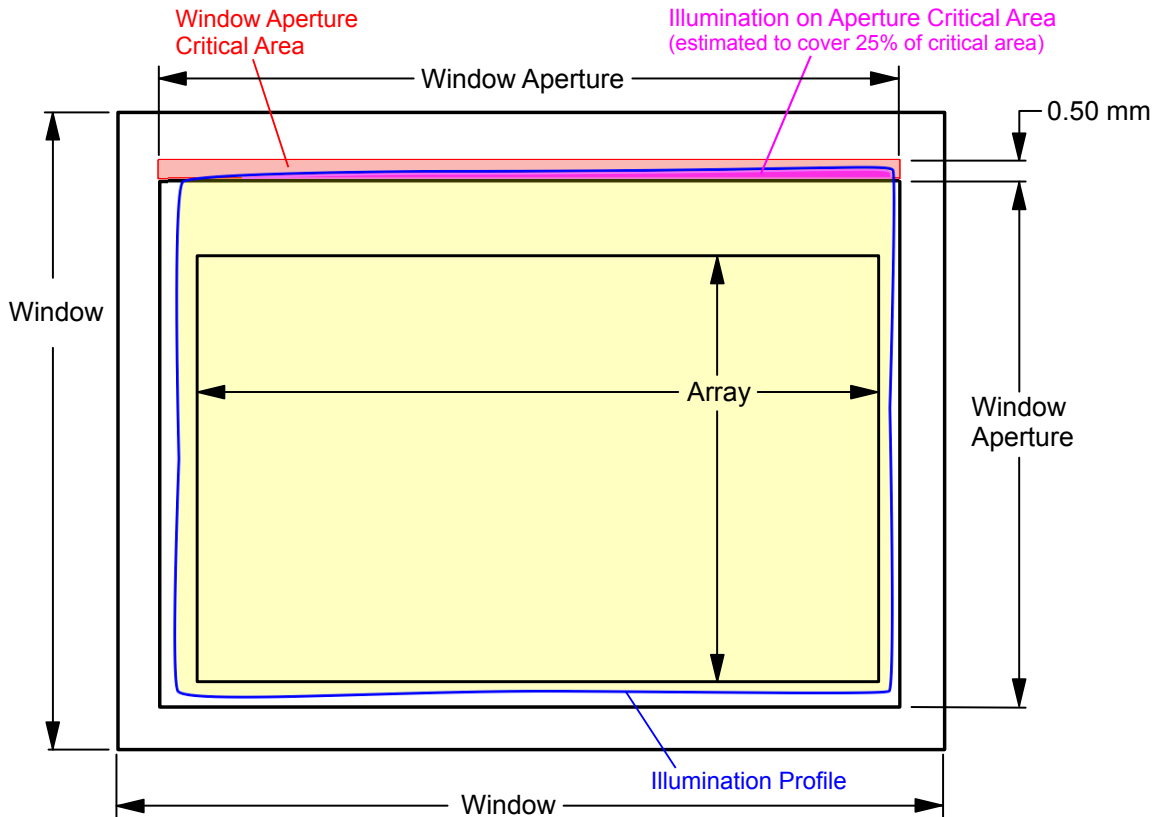 Window Aperture
Critical Area
Illumination on Aperture Critical Area
(estimated to cover 25% of critical area)
Window Aperture
0.50 mm
Window
Array
Window
Aperture
Illumination Profile
Window